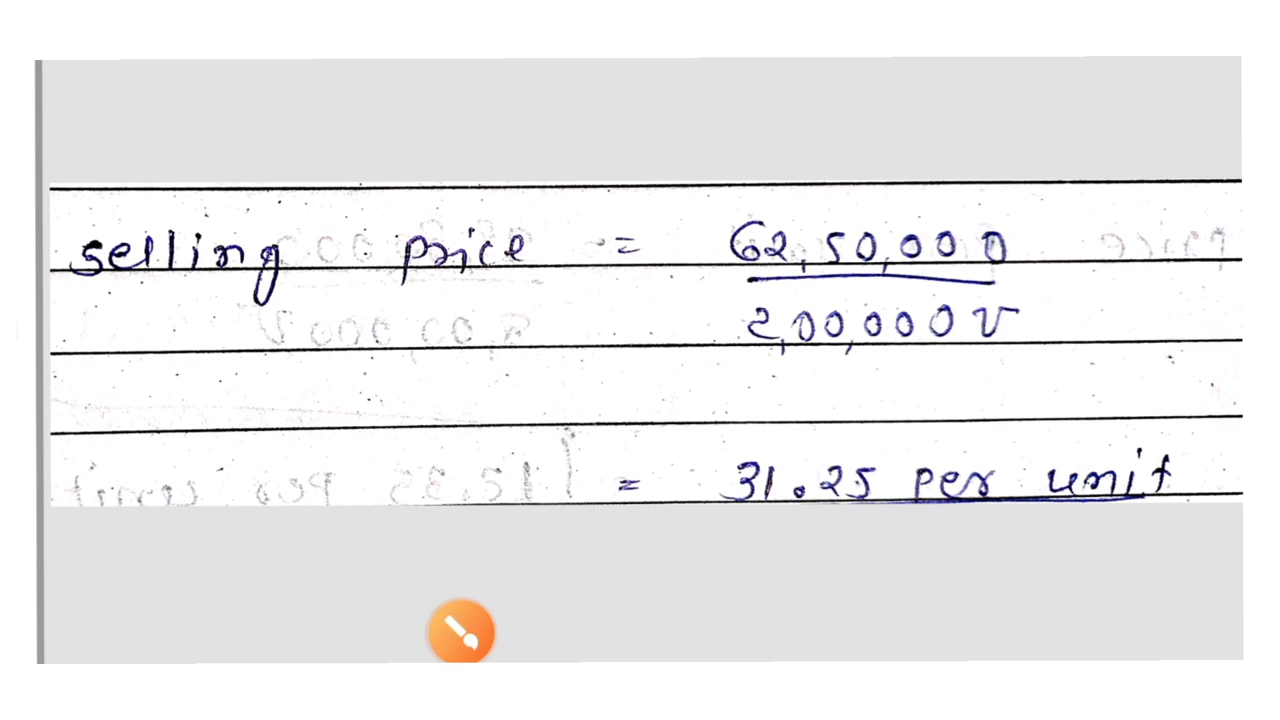 selling price = 62,50,000
2,00,000 U
= 31.25 per unit